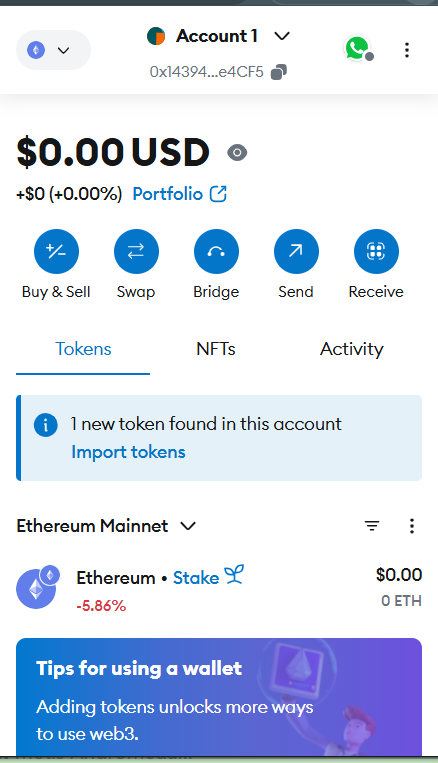 Account 1
0x14394...e4CF5
$0.00 USD
+$0 (+0.00%) Portfolio
Buy & Sell Swap Bridge Send Receive
Tokens NFTs Activity
1 new token found in this account
Import tokens
Ethereum Mainnet
Ethereum • Stake $0.00
-5.86% 0 ETH
Tips for using a wallet
Adding tokens unlocks more ways
to use web3.